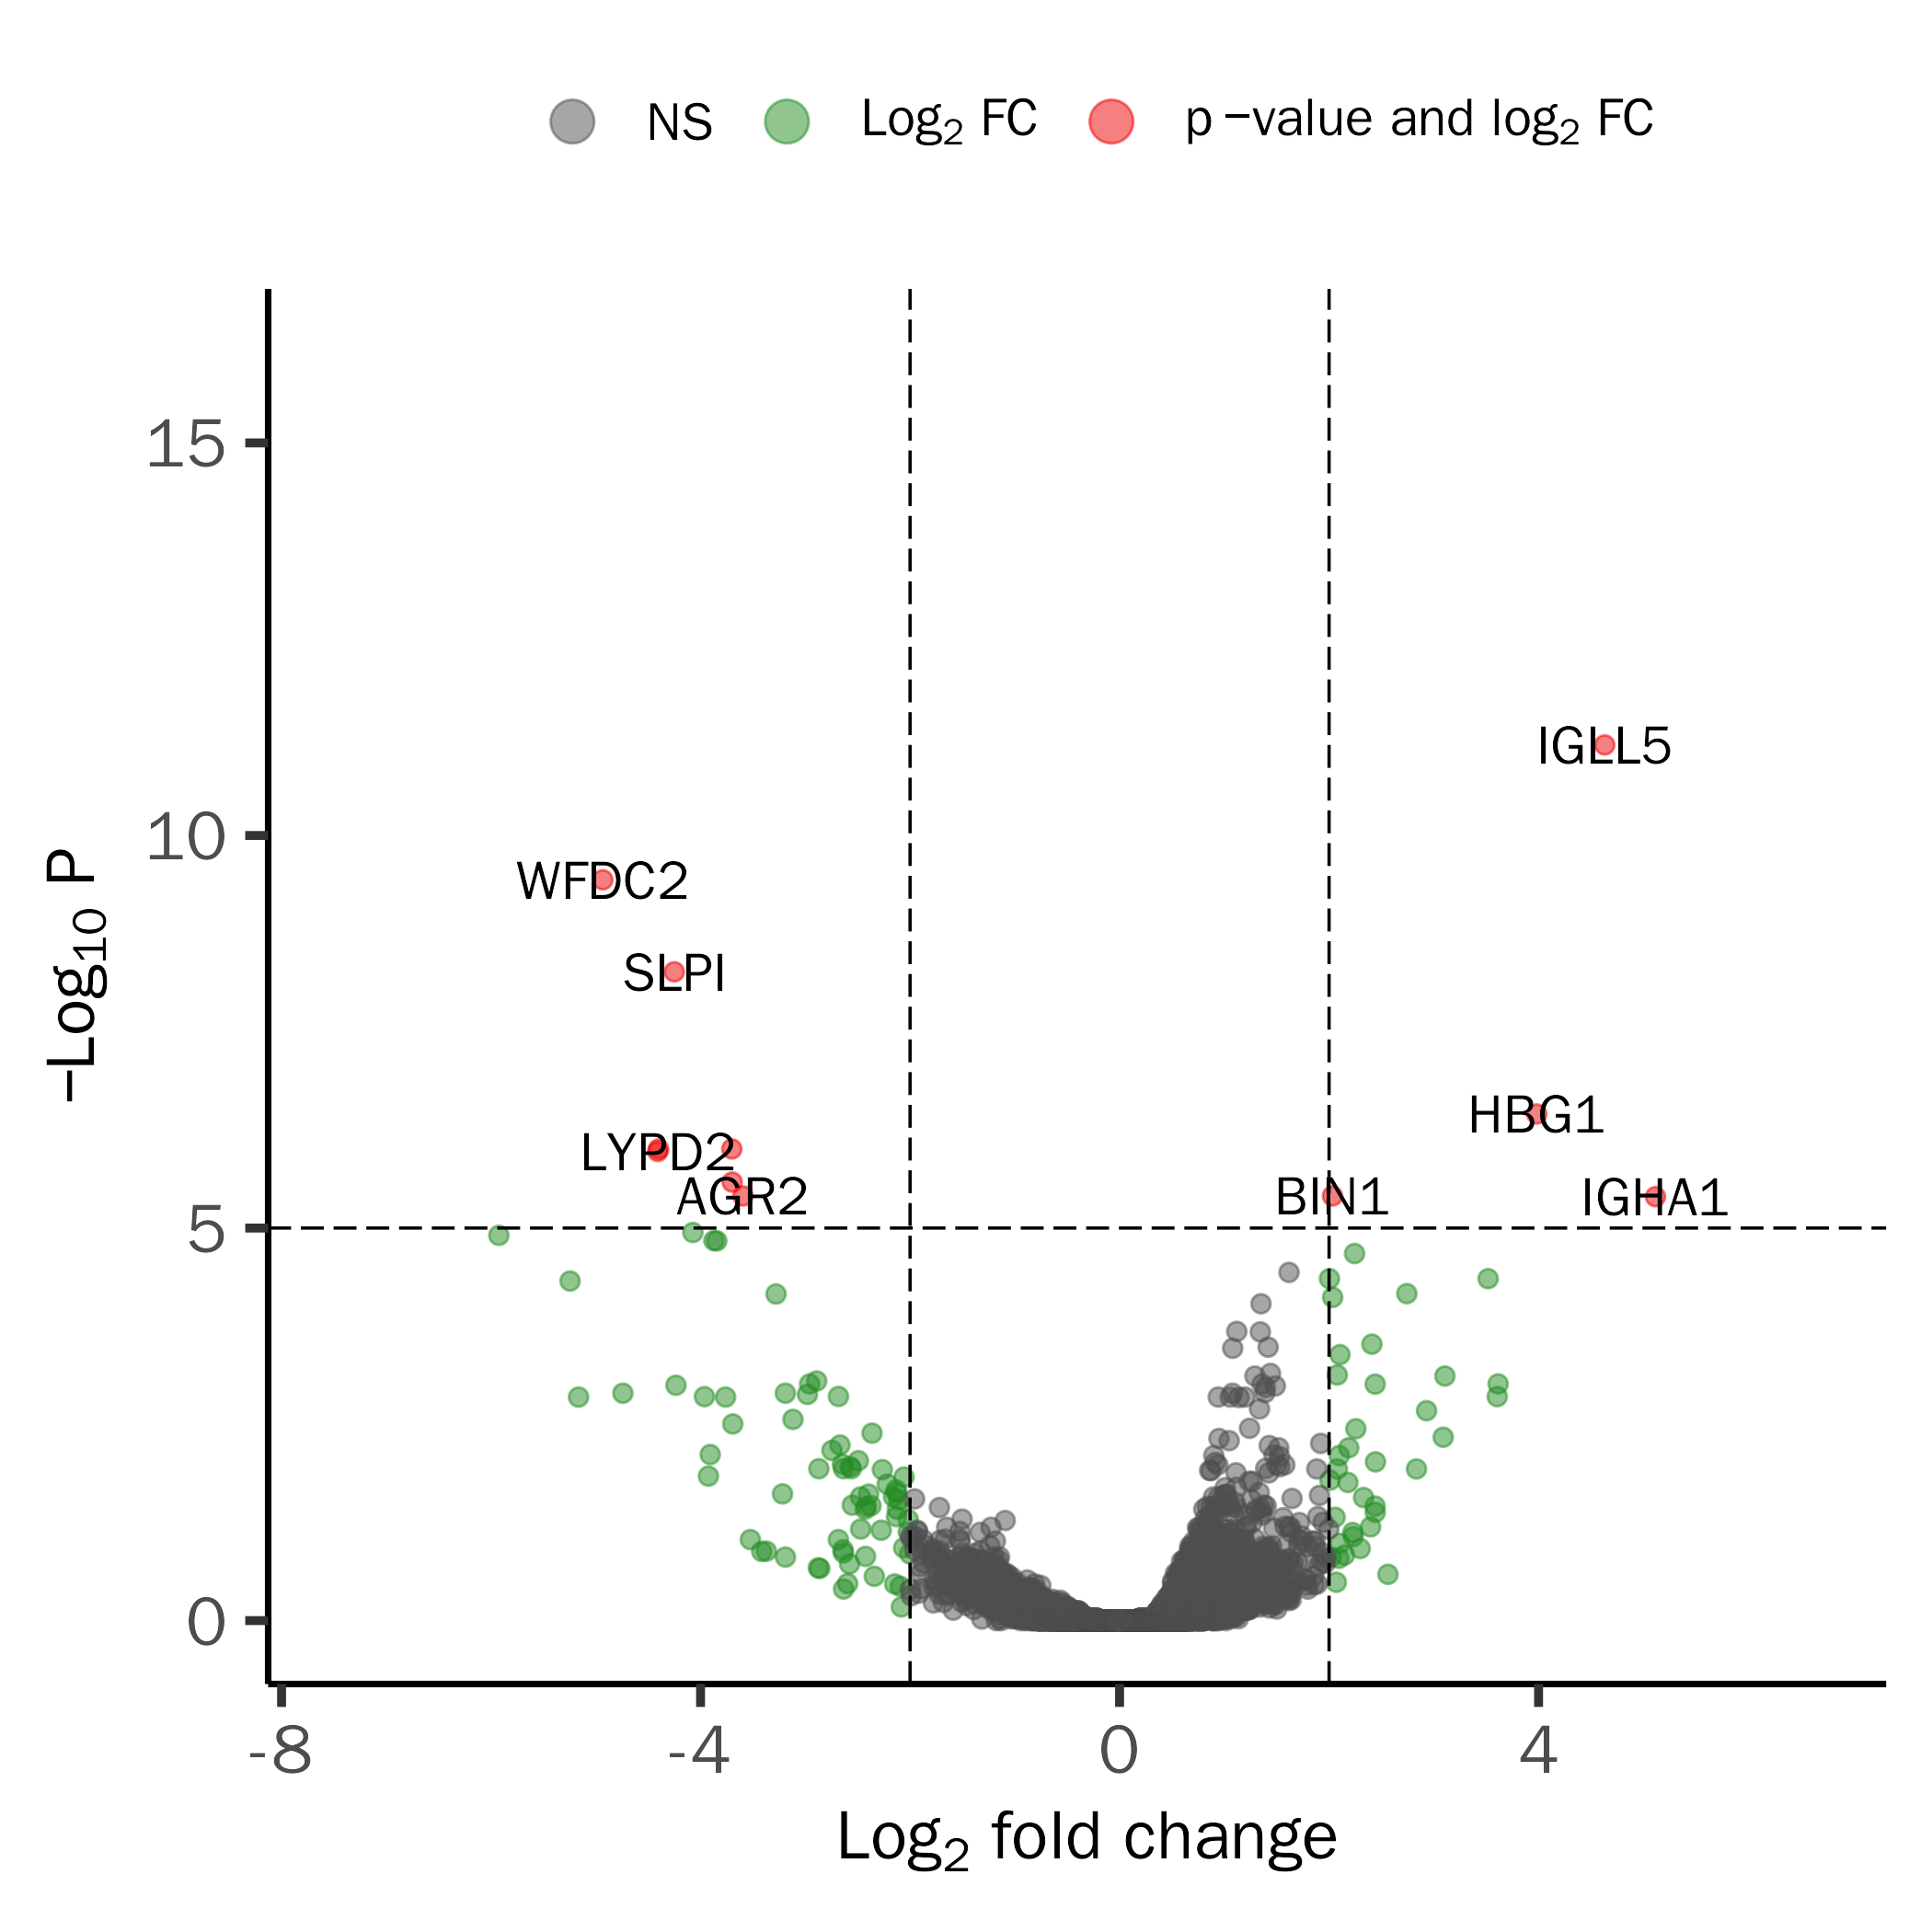 NS Log2 FC p −value and log2 FC
15
10
5
0
−Log10 P
IGLL5
WFDC2
SLPI
HBG1
LYPD2
AGR2
BIN1
IGHA1
-8 -4 0 4
Log2 fold change